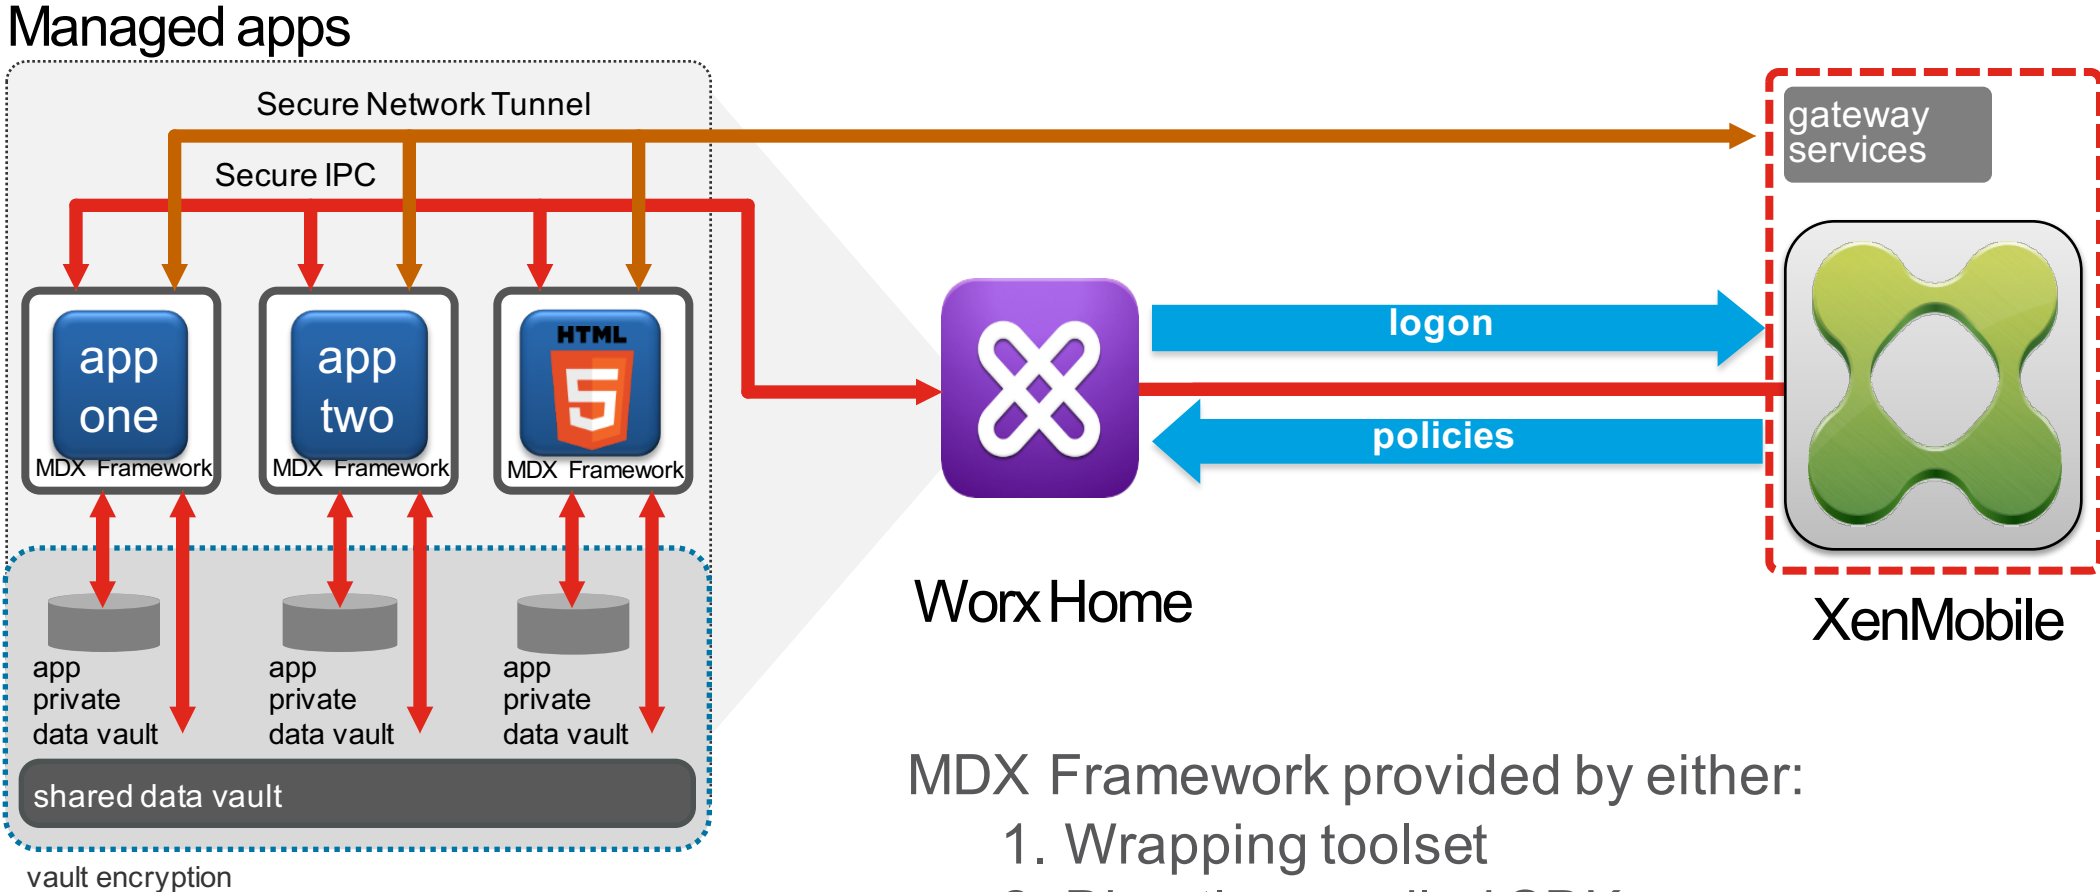 Managed apps
Secure Network Tunnel
Secure IPC
gateway
services
app
one
MDX Framework
app
two
MDX Framework
HTML
5
MDX Framework
logon
policies
app
private
data vault
app
private
data vault
app
private
data vault
shared data vault
vault encryption
Worx Home
XenMobile
MDX Framework provided by either:
1. Wrapping toolset